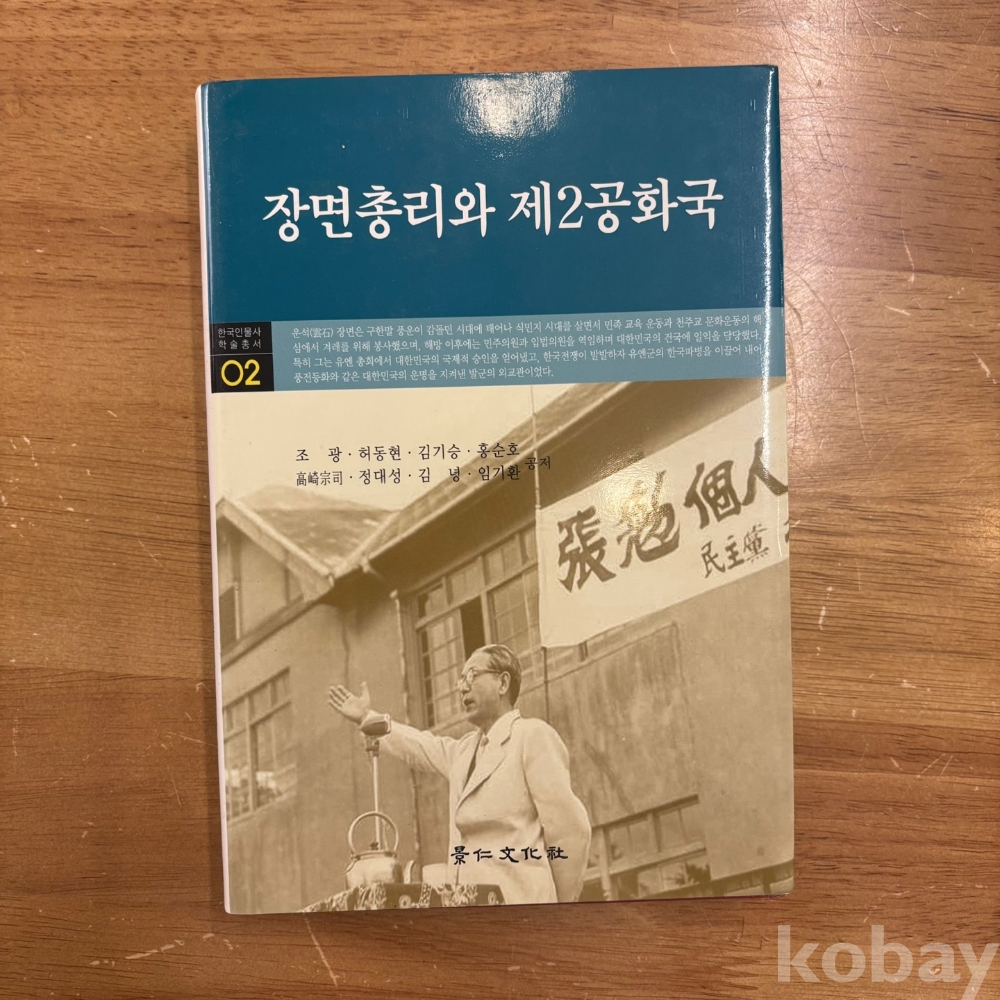 장면총리와 제2공화국
한국인물사
학술총서
02
운석(雲石) 장면은 구한말 풍운이 감돌던 시대에 태어나 식민지 시대를 살면서 민족 교육 운동과 천주교 문화운동의 핵
심에서 겨레를 위해 봉사했으며, 해방 이후에는 민주의원과 입법의원을 역임하며 대한민국의 건국에 일익을 담당했다.
특히 그는 유엔 총회에서 대한민국의 국제적 승인을 얻어냈고, 한국전쟁이 발발하자 유엔군의 한국파병을 이끌어 내어
풍전등화와 같은 대한민국의 운명을 지켜낸 발군의 외교관이었다.
조 광 · 허동현 · 김기승 · 홍순호
高崎宗司 · 정대성 · 김 녕 · 임기환 공저
張勉 個人
民主黨
景仁文化社
kobay